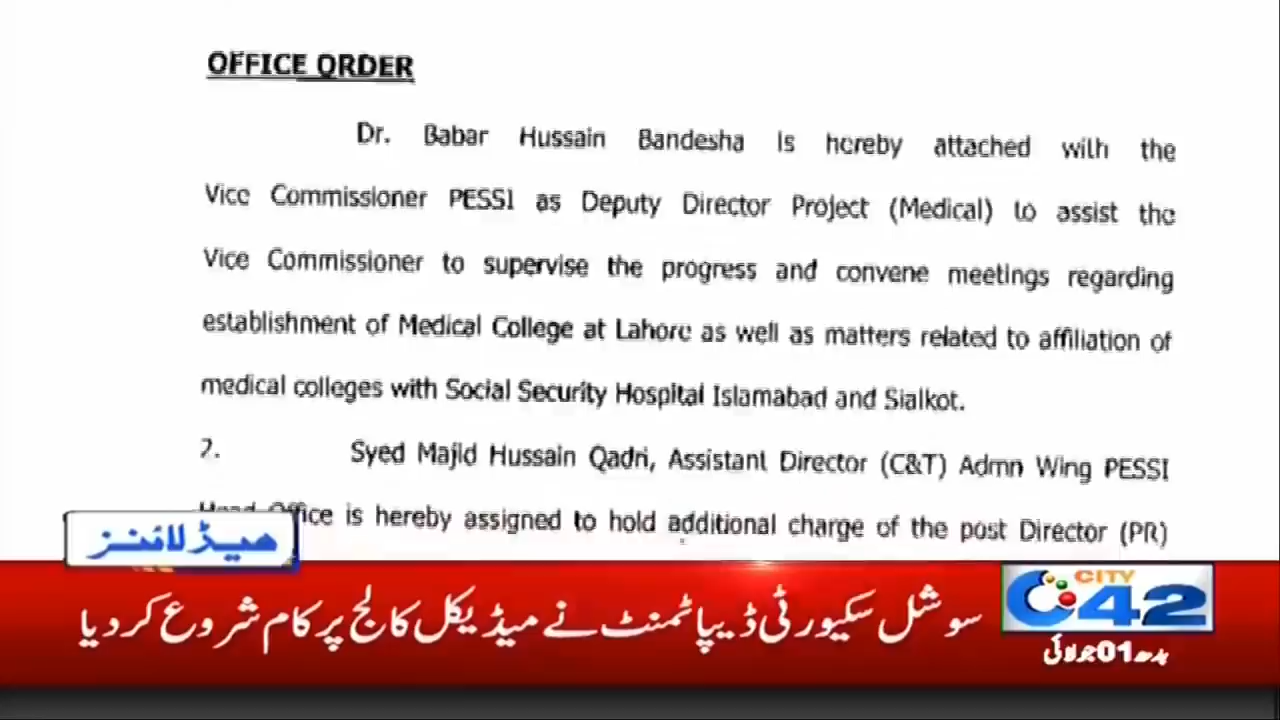 OFFICE ORDER
Dr. Babar Hussain Bandesha is hereby attached with the
Vice Commissioner PESSI as Deputy Director Project (Medical) to assist the
Vice Commissioner to supervise the progress and convene meetings regarding
establishment of Medical College at Lahore as well as matters related to affiliation of
medical colleges with Social Security Hospital Islamabad and Sialkot.
2. Syed Majid Hussain Qadri, Assistant Director (C&T) Admn Wing PESSI
Head Office is hereby assigned to hold additional charge of the post Director (PR)
ہیڈلائنز
سوشل سکیورٹی ڈیپاٹمنٹ نے میڈیکل کالج پر کام شروع کر دیا
CITY
42
بدھ 01 جولائی